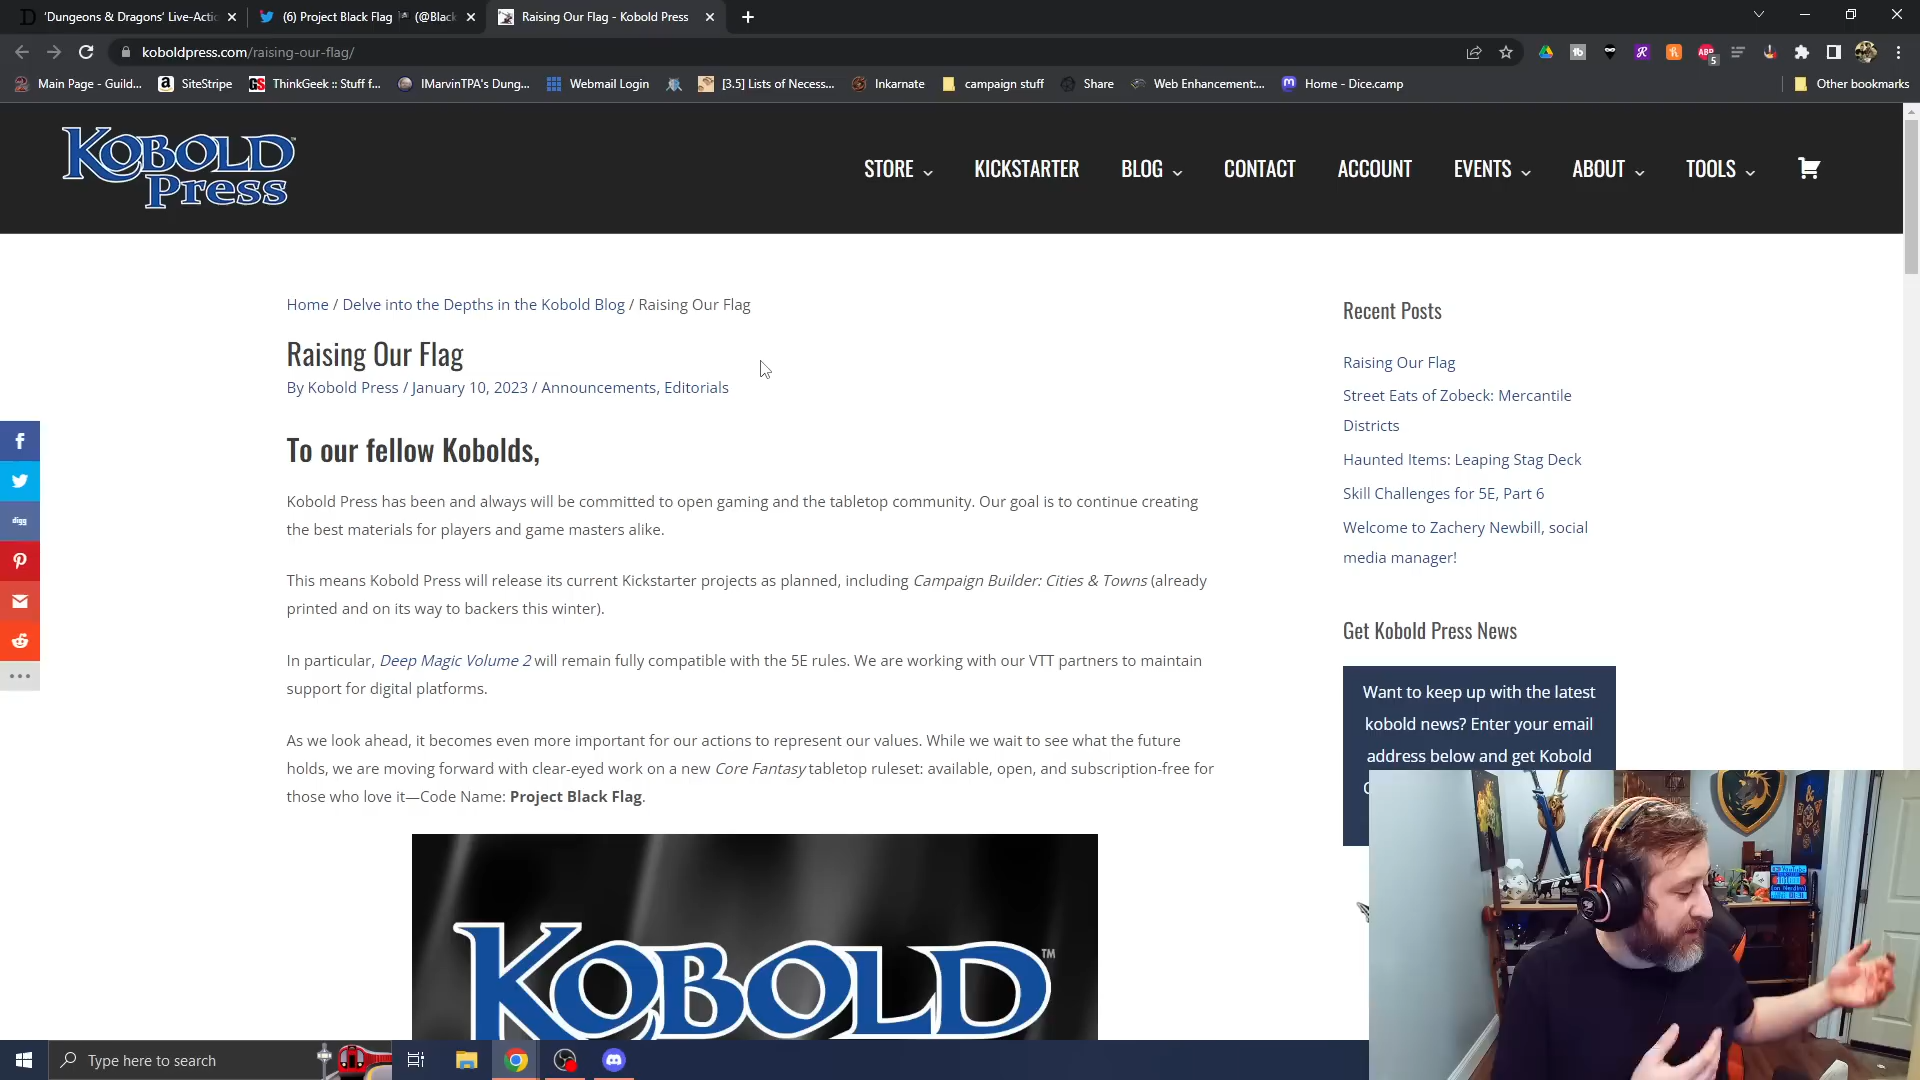 'Dungeons & Dragons' Live-Actio
(6) Project Black Flag 🏴 (@Black
Raising Our Flag - Kobold Press
koboldpress.com/raising-our-flag/
Main Page - Guild...
SiteStripe
ThinkGeek :: Stuff f...
IMarvinTPA's Dung...
Webmail Login
[3.5] Lists of Necess...
Inkarnate
campaign stuff
Share
Web Enhancement:...
Home - Dice.camp
Other bookmarks
KOBOLD
Press
STORE
KICKSTARTER
BLOG
CONTACT
ACCOUNT
EVENTS
ABOUT
TOOLS
Home / Delve into the Depths in the Kobold Blog / Raising Our Flag
Raising Our Flag
By Kobold Press / January 10, 2023 / Announcements, Editorials
To our fellow Kobolds,
Kobold Press has been and always will be committed to open gaming and the tabletop community. Our goal is to continue creating
the best materials for players and game masters alike.
This means Kobold Press will release its current Kickstarter projects as planned, including Campaign Builder: Cities & Towns (already
printed and on its way to backers this winter).
In particular, Deep Magic Volume 2 will remain fully compatible with the 5E rules. We are working with our VTT partners to maintain
support for digital platforms.
As we look ahead, it becomes even more important for our actions to represent our values. While we wait to see what the future
holds, we are moving forward with clear-eyed work on a new Core Fantasy tabletop ruleset: available, open, and subscription-free for
those who love it—Code Name: Project Black Flag.
KOBOLD™
Recent Posts
Raising Our Flag
Street Eats of Zobeck: Mercantile
Districts
Haunted Items: Leaping Stag Deck
Skill Challenges for 5E, Part 6
Welcome to Zachery Newbill, social
media manager!
Get Kobold Press News
Want to keep up with the latest
kobold news? Enter your email
address below and get Kobold
digg
Type here to search